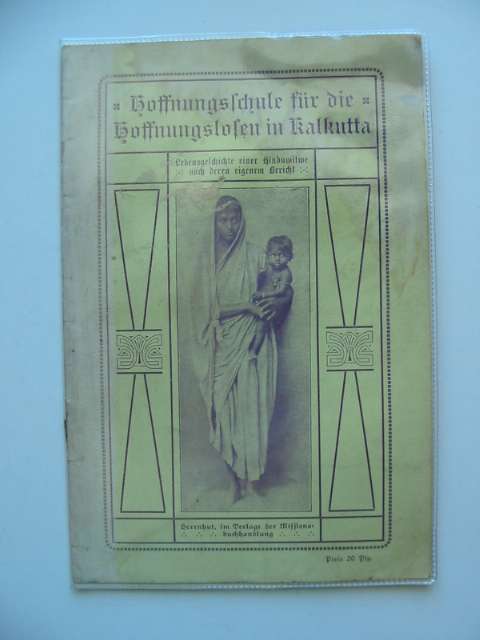 Hoffnungsschule für die
Hoffnungslosen in Kalkutta
Lebensgeschichte einer Hinduwitwe
nach deren eigenem Bericht
Herrnhut, im Verlage der Missions-
buchhandlung
Preis 20 Pfg.